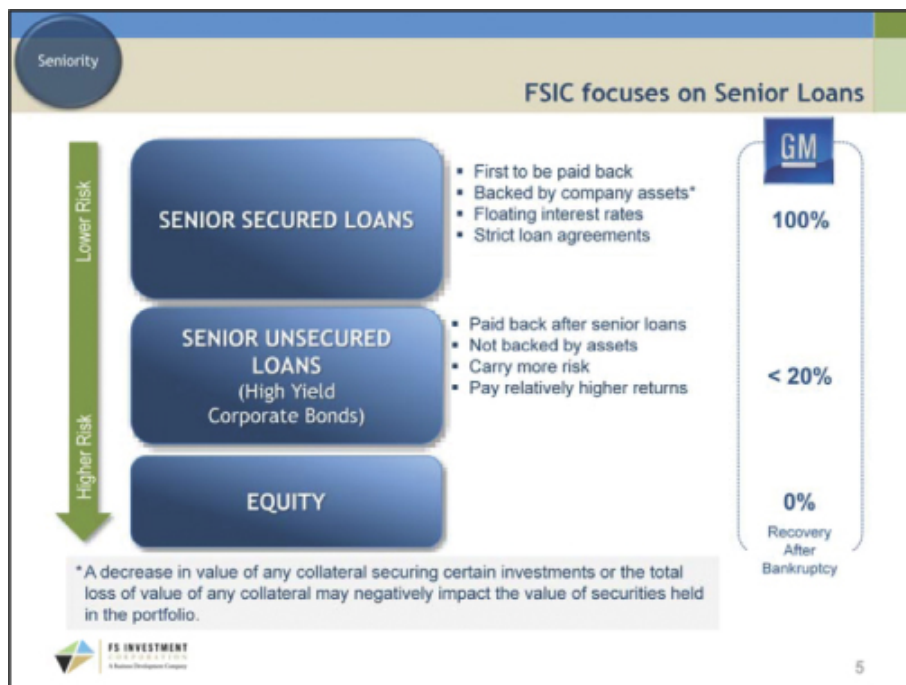 Seniority
FSIC focuses on Senior Loans
Lower Risk
Higher Risk
SENIOR SECURED LOANS
▪ First to be paid back
▪ Backed by company assets*
▪ Floating interest rates
▪ Strict loan agreements
SENIOR UNSECURED
LOANS
(High Yield
Corporate Bonds)
▪ Paid back after senior loans
▪ Not backed by assets
▪ Carry more risk
▪ Pay relatively higher returns
EQUITY
GM
100%
< 20%
0%
Recovery
After
Bankruptcy
*A decrease in value of any collateral securing certain investments or the total
loss of value of any collateral may negatively impact the value of securities held
in the portfolio.
FS INVESTMENT
CORPORATION
A Business Development Company
5